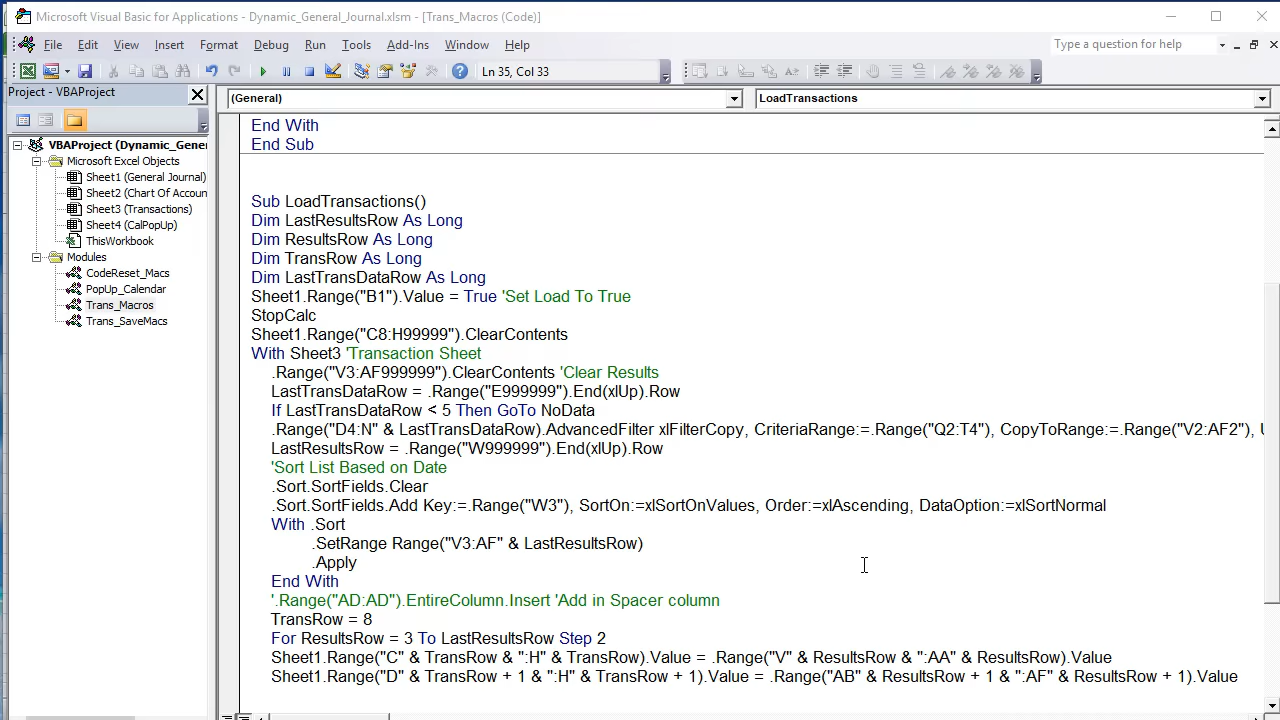 Microsoft Visual Basic for Applications - Dynamic_General_Journal.xlsm - [Trans_Macros (Code)]
File Edit View Insert Format Debug Run Tools Add-Ins Window Help
Type a question for help
Ln 35, Col 33
Project - VBAProject
(General)
LoadTransactions
VBAProject (Dynamic_Gener
Microsoft Excel Objects
Sheet1 (General Journal)
Sheet2 (Chart Of Accoun
Sheet3 (Transactions)
Sheet4 (CalPopUp)
ThisWorkbook
Modules
CodeReset_Macs
PopUp_Calendar
Trans_Macros
Trans_SaveMacs
End With
End Sub
Sub LoadTransactions()
Dim LastResultsRow As Long
Dim ResultsRow As Long
Dim TransRow As Long
Dim LastTransDataRow As Long
Sheet1.Range("B1").Value = True 'Set Load To True
StopCalc
Sheet1.Range("C8:H99999").ClearContents
With Sheet3 'Transaction Sheet
.Range("V3:AF999999").ClearContents 'Clear Results
LastTransDataRow = .Range("E999999").End(xlUp).Row
If LastTransDataRow < 5 Then GoTo NoData
.Range("D4:N" & LastTransDataRow).AdvancedFilter xlFilterCopy, CriteriaRange:=.Range("Q2:T4"), CopyToRange:=.Range("V2:AF2"), U
LastResultsRow = .Range("W999999").End(xlUp).Row
'Sort List Based on Date
.Sort.SortFields.Clear
.Sort.SortFields.Add Key:=.Range("W3"), SortOn:=xlSortOnValues, Order:=xlAscending, DataOption:=xlSortNormal
With .Sort
.SetRange Range("V3:AF" & LastResultsRow)
.Apply
End With
'.Range("AD:AD").EntireColumn.Insert 'Add in Spacer column
TransRow = 8
For ResultsRow = 3 To LastResultsRow Step 2
Sheet1.Range("C" & TransRow & ":H" & TransRow).Value = .Range("V" & ResultsRow & ":AA" & ResultsRow).Value
Sheet1.Range("D" & TransRow + 1 & ":H" & TransRow + 1).Value = .Range("AB" & ResultsRow + 1 & ":AF" & ResultsRow + 1).Value